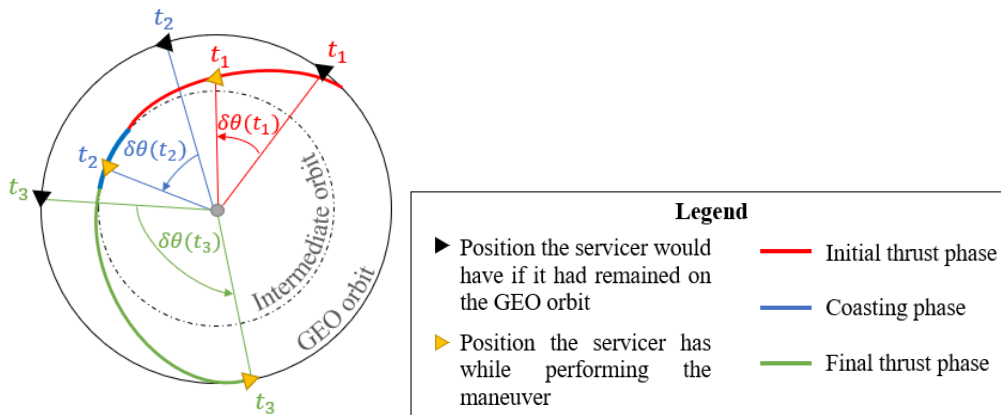 t₂
t₁
t₁
δθ(t₁)
δθ(t₂)
t₂
t₃
δθ(t₃)
Intermediate orbit
GEO orbit
t₃
Legend
Position the servicer would
have if it had remained on
the GEO orbit
Position the servicer has
while performing the
maneuver
Initial thrust phase
Coasting phase
Final thrust phase